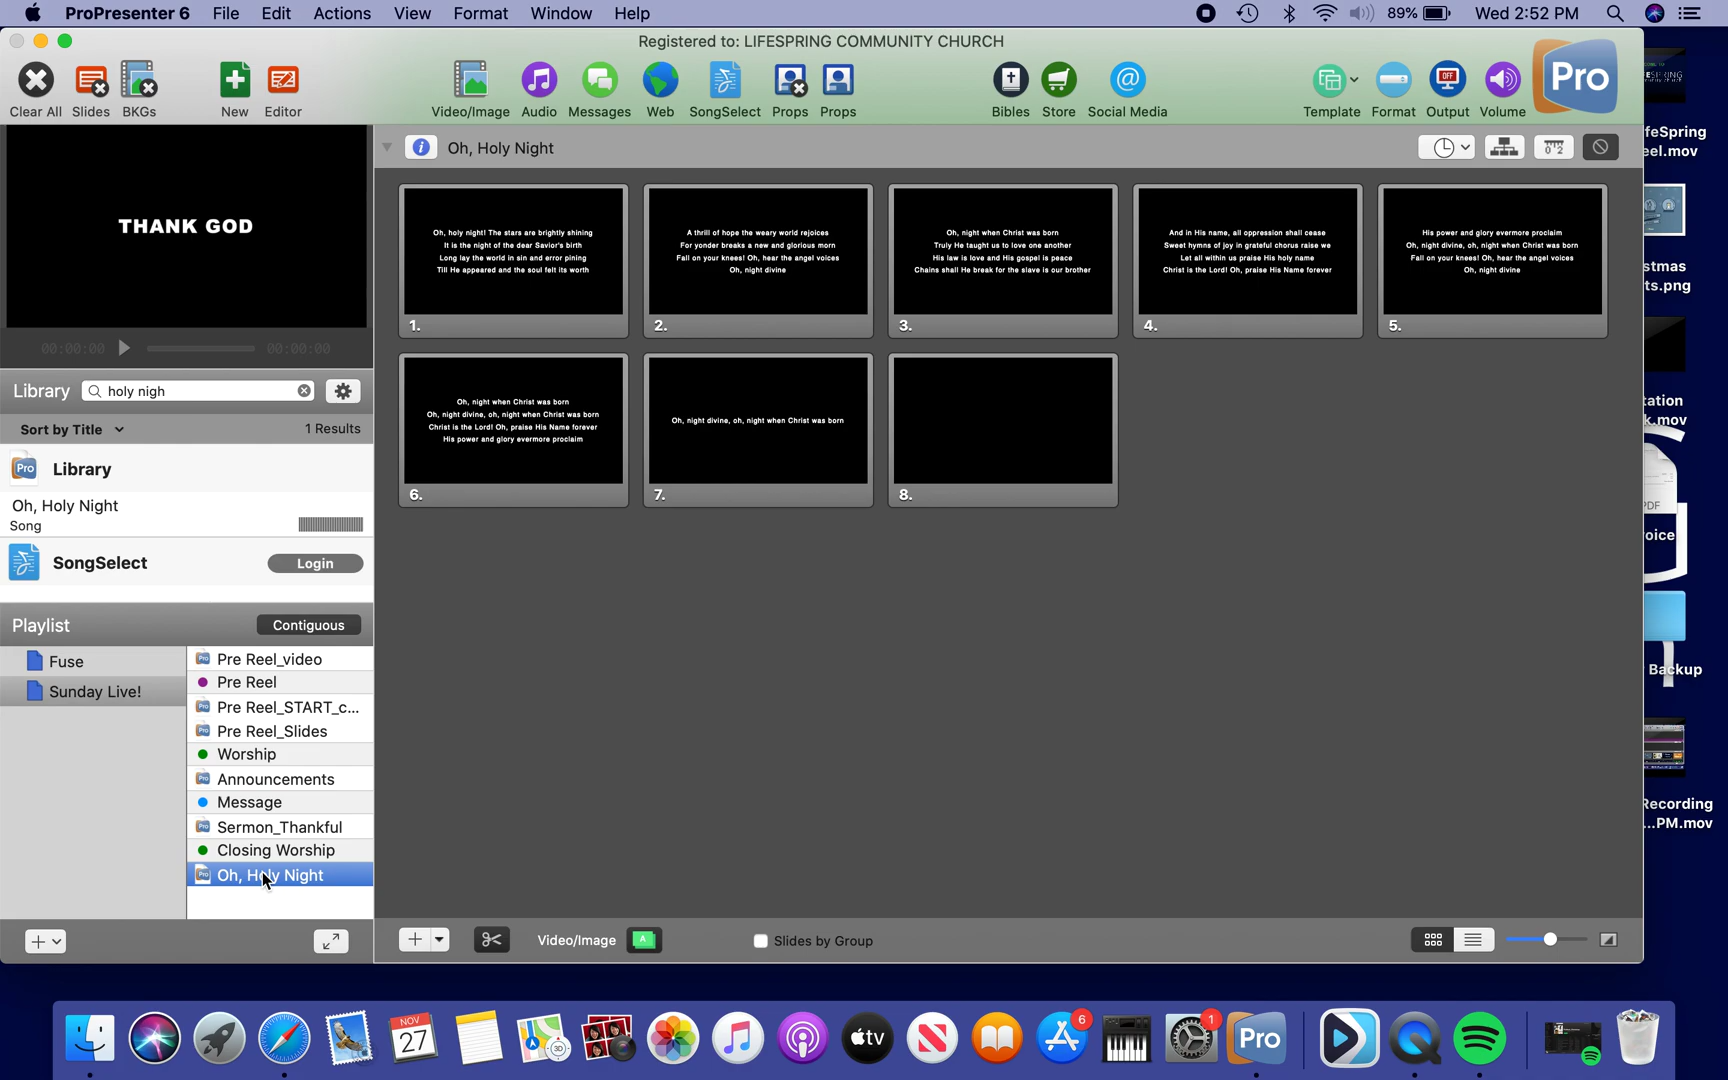 ProPresenter 6 File Edit Actions View Format Window Help 89% Wed 2:52 PM
Registered to: LIFESPRING COMMUNITY CHURCH
Clear All Slides BKGs New Editor Video/Image Audio Messages Web SongSelect Props Props Bibles Store Social Media Template Format Output Volume
Pro
THANK GOD
00:00:00 00:00:00
Library holy nigh
Sort by Title 1 Results
Library
Oh, Holy Night
Song
SongSelect Login
Playlist Contiguous
Fuse
Sunday Live!
Pre Reel_video
Pre Reel
Pre Reel_START_c...
Pre Reel_Slides
Worship
Announcements
Message
Sermon_Thankful
Closing Worship
Oh, Holy Night
Oh, Holy Night
Oh, holy night! The stars are brightly shining
It is the night of the dear Savior's birth
Long lay the world in sin and error pining
Till He appeared and the soul felt its worth
1.
A thrill of hope the weary world rejoices
For yonder breaks a new and glorious morn
Fall on your knees! Oh, hear the angel voices
Oh, night divine
2.
Oh, night when Christ was born
Truly He taught us to love one another
His law is love and His gospel is peace
Chains shall He break for the slave is our brother
3.
And in His name, all oppression shall cease
Sweet hymns of joy in grateful chorus raise we
Let all within us praise His holy name
Christ is the Lord! Oh, praise His Name forever
4.
His power and glory evermore proclaim
Oh, night divine, oh, night when Christ was born
Fall on your knees! Oh, hear the angel voices
Oh, night divine
5.
Oh, night when Christ was born
Oh, night divine, oh, night when Christ was born
Christ is the Lord! Oh, praise His Name forever
His power and glory evermore proclaim
6.
Oh, night divine, oh, night when Christ was born
7.
8.
Video/Image A Slides by Group
feSpring
eel.mov
stmas
ts.png
tation
k.mov
PDF
oice
Backup
Recording
...PM.mov
NOV
27
3D
tv
6
1
Pro